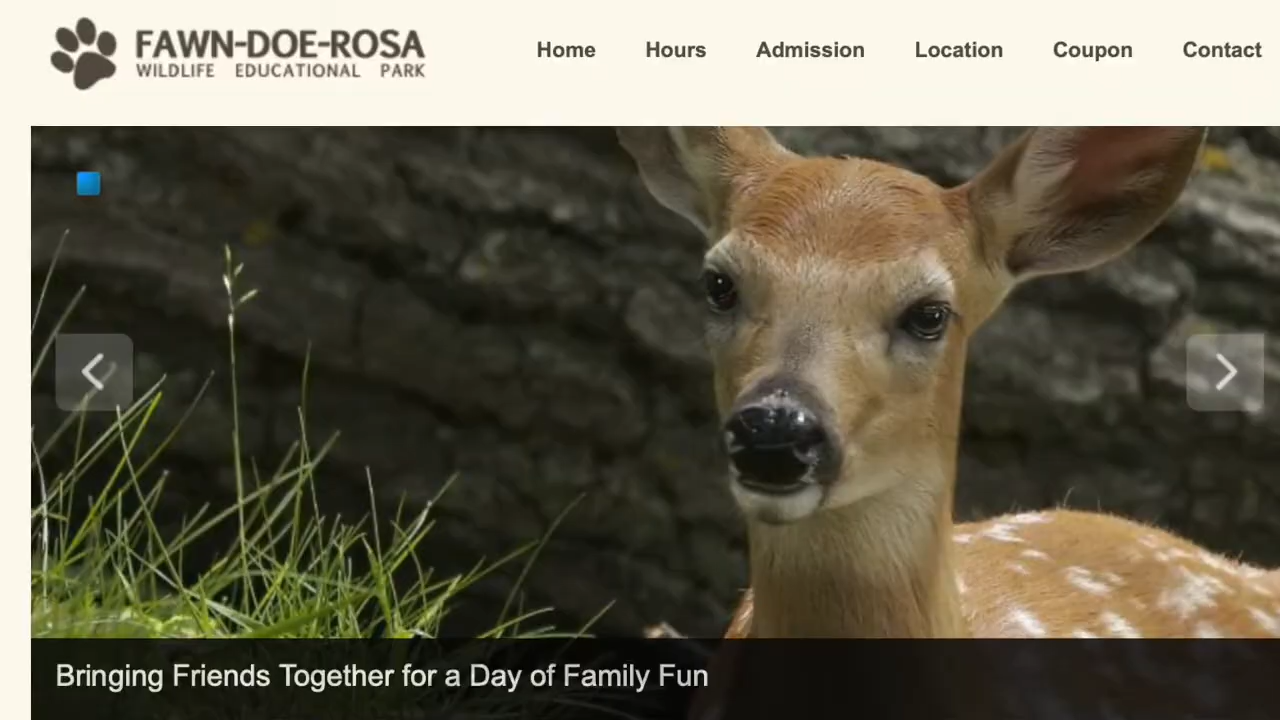 FAWN-DOE-ROSA
WILDLIFE EDUCATIONAL PARK
Home Hours Admission Location Coupon Contact
Bringing Friends Together for a Day of Family Fun